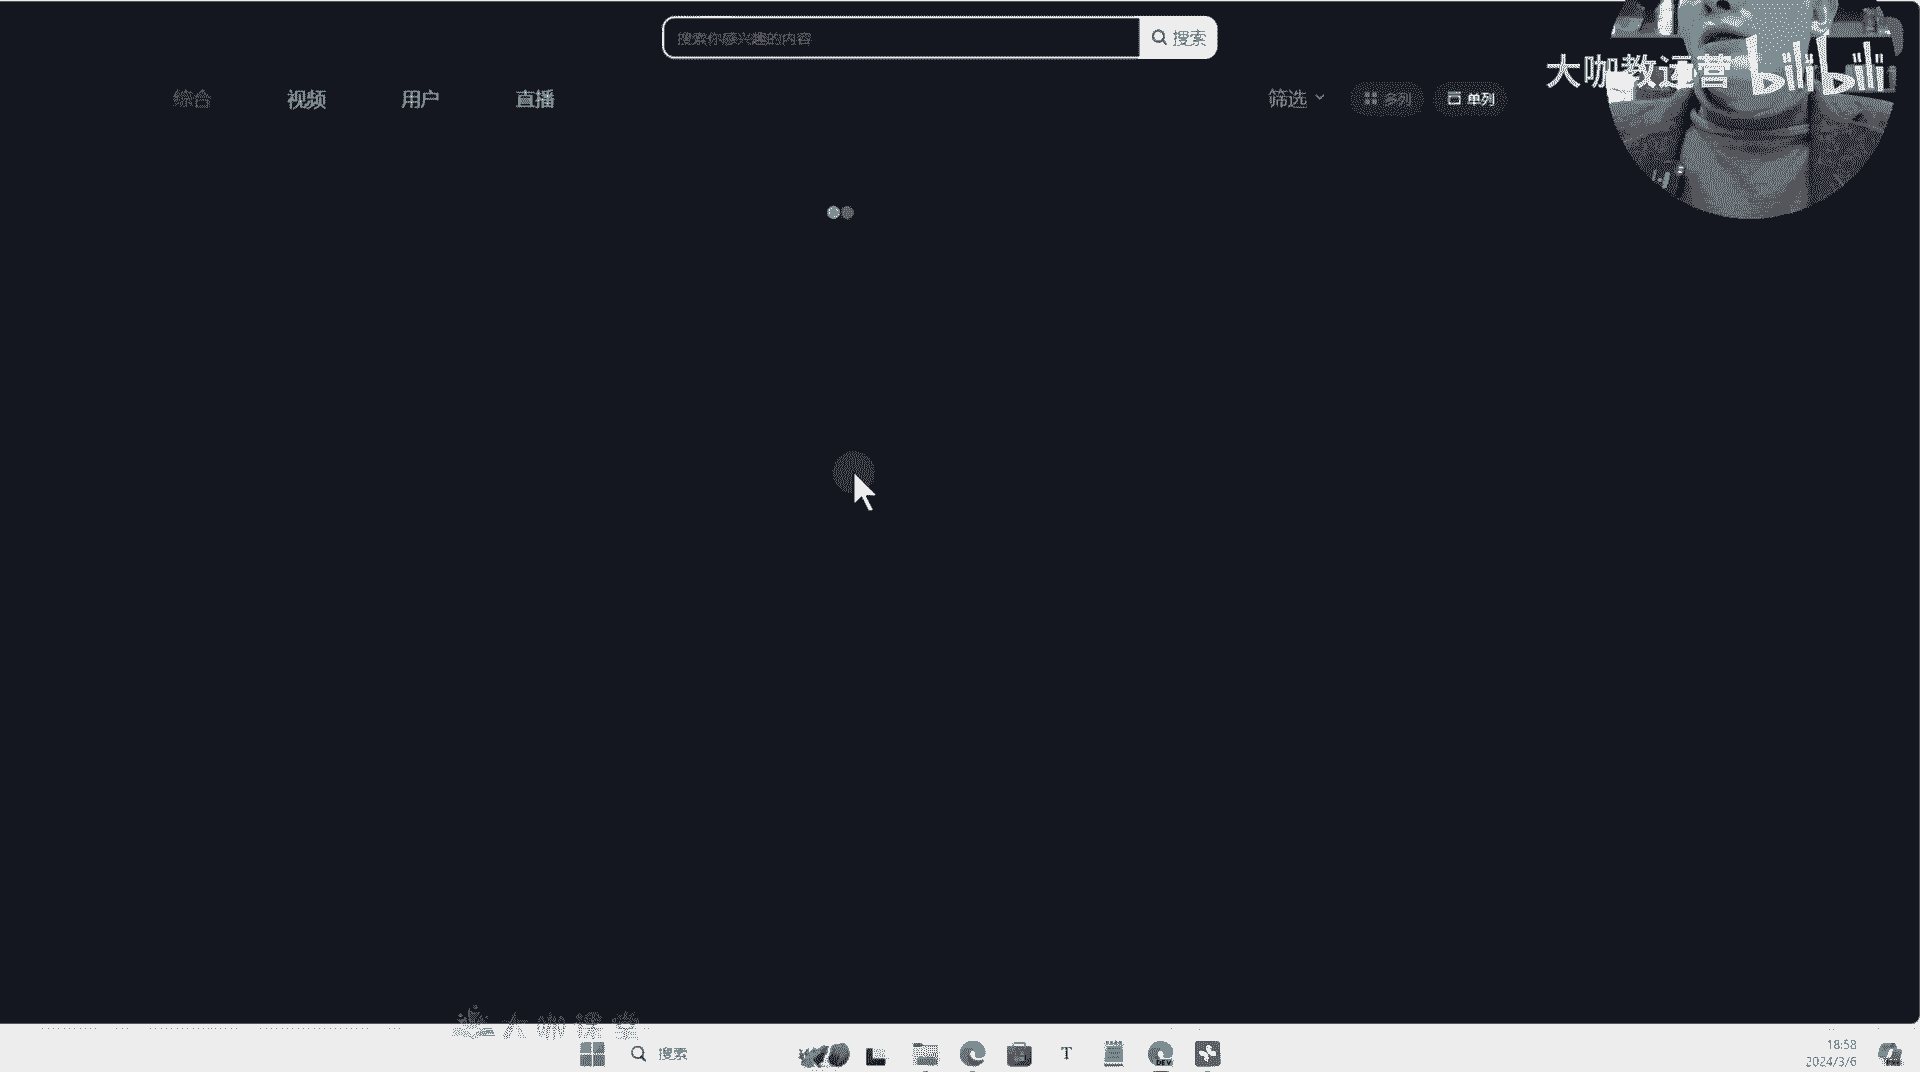 搜索你感兴趣的内容
搜索
综合
视频
用户
直播
筛选
多列
单列
大咖教运营
bilibili
大咖课堂
搜索
T
DEV
18:58
2024/3/6